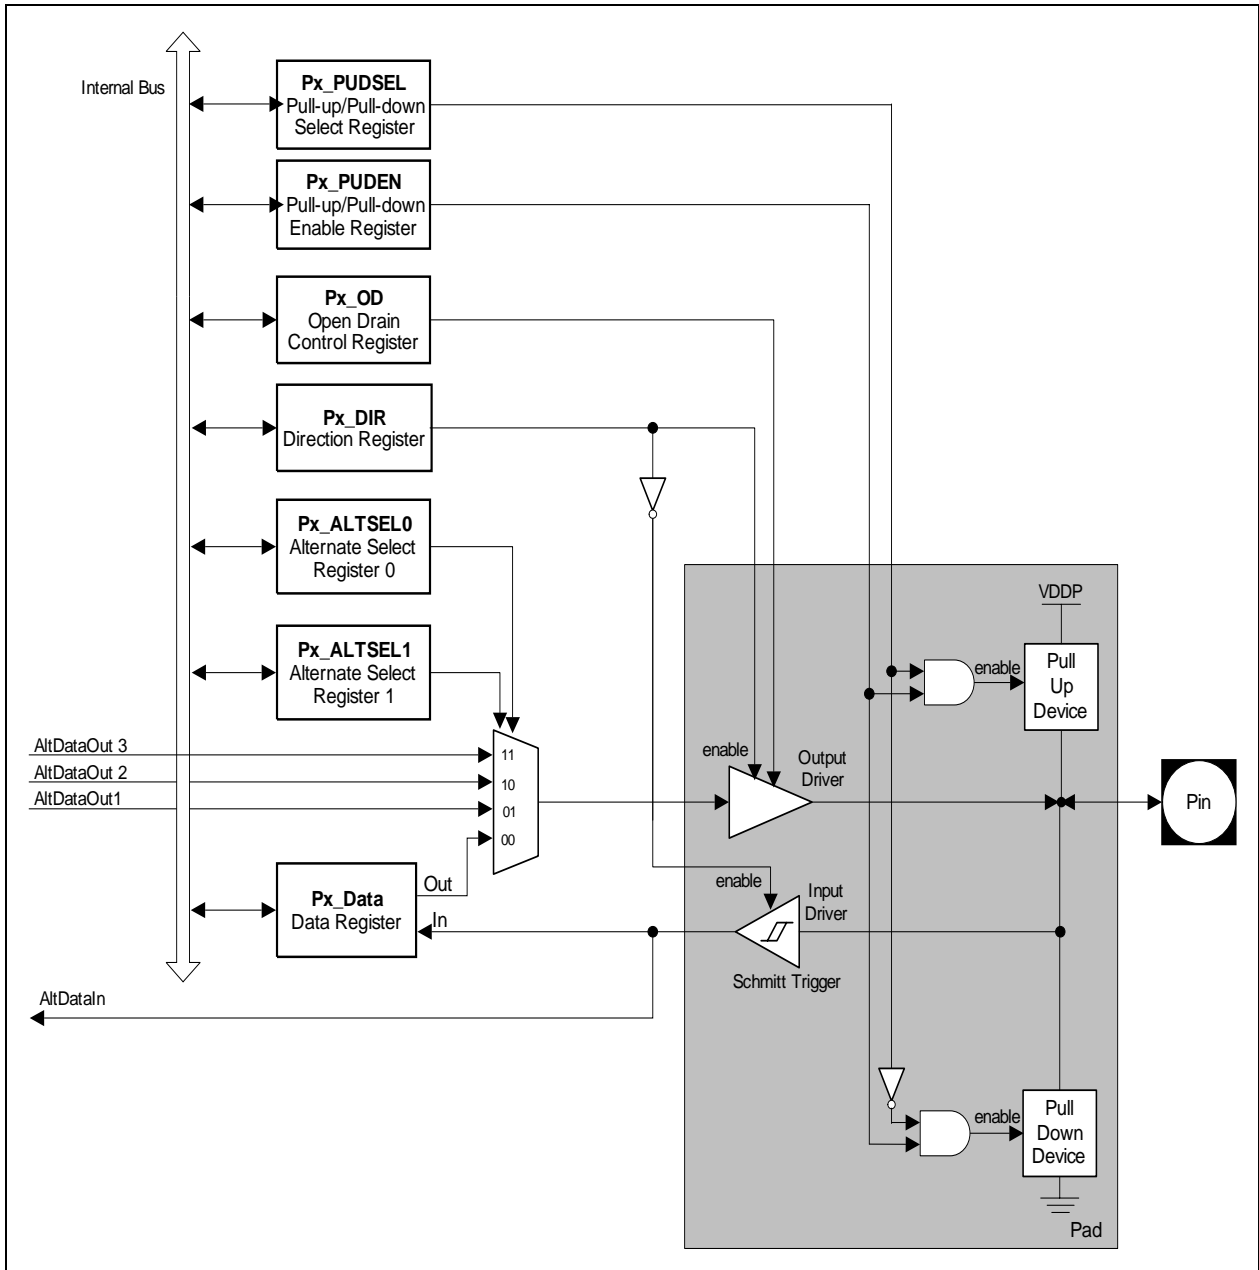 Internal Bus
Px_PUDSEL
Pull-up/Pull-down
Select Register
Px_PUDEN
Pull-up/Pull-down
Enable Register
Px_OD
Open Drain
Control Register
Px_DIR
Direction Register
Px_ALTSEL0
Alternate Select
Register 0
Px_ALTSEL1
Alternate Select
Register 1
AltDataOut 3
AltDataOut 2
AltDataOut1
11
10
01
00
Px_Data
Data Register
Out
In
AltDataIn
enable
Output
Driver
enable
Input
Driver
Schmitt Trigger
VDDP
enable
Pull
Up
Device
Pin
enable
Pull
Down
Device
Pad